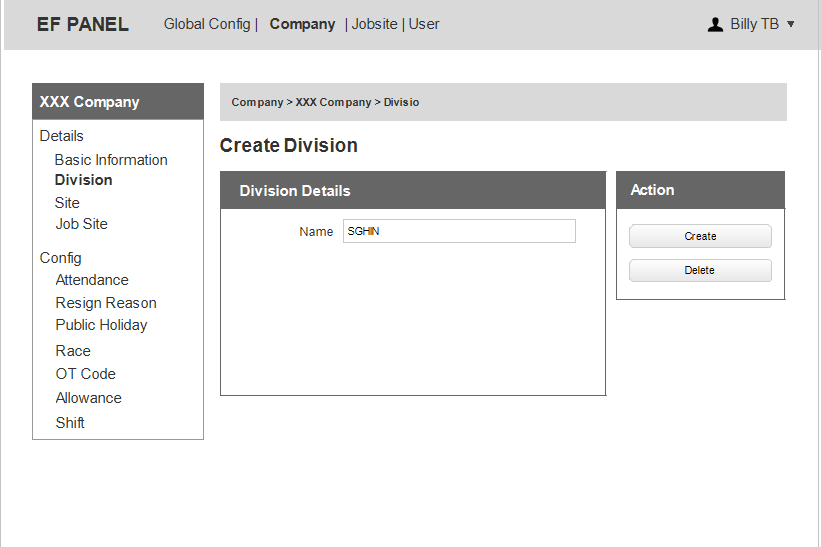 EF PANEL Global Config | Company | Jobsite | User Billy TB
XXX Company
Details
Basic Information
Division
Site
Job Site
Config
Attendance
Resign Reason
Public Holiday
Race
OT Code
Allowance
Shift
Company > XXX Company > Divisio
Create Division
Division Details
Name
Action
Create
Delete